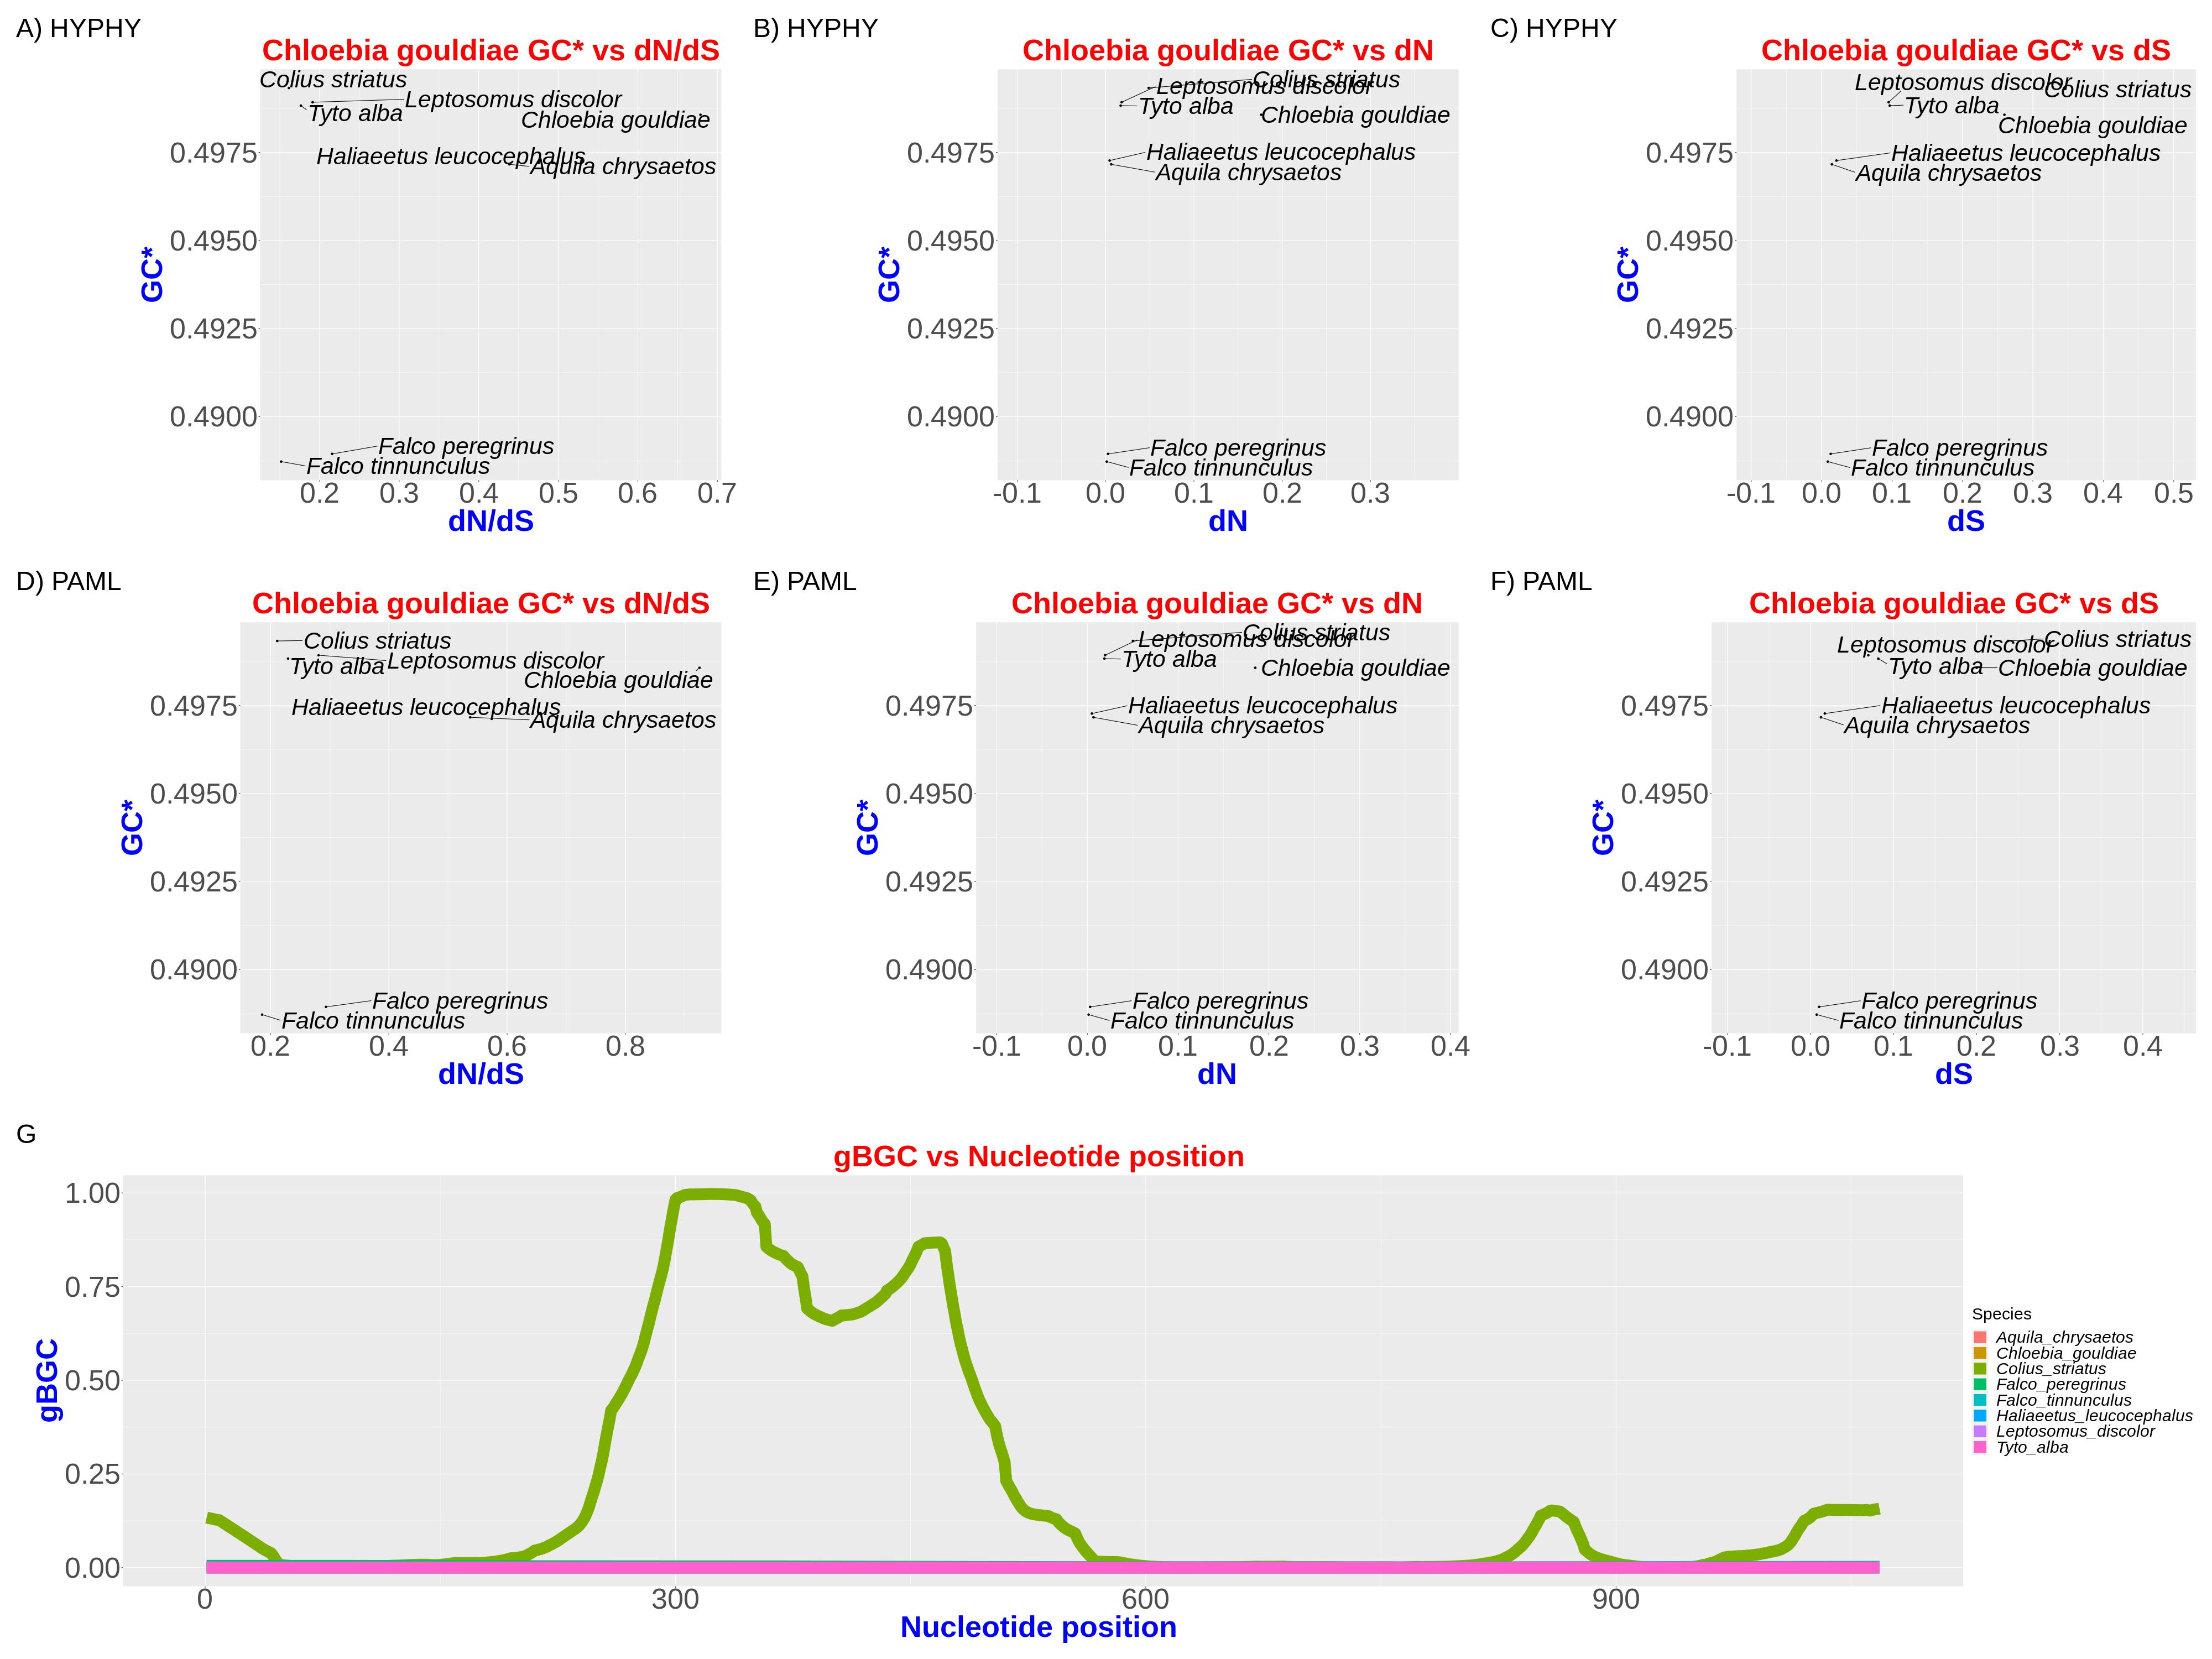 A) HYPHY
Chloebia gouldiae GC* vs dN/dS
Colius striatus
Leptosomus discolor
Tyto alba
Chloebia gouldiae
Haliaeetus leucocephalus
Aquila chrysaetos
Falco peregrinus
Falco tinnunculus
GC*
0.4975
0.4950
0.4925
0.4900
0.2 0.3 0.4 0.5 0.6 0.7
dN/dS
B) HYPHY
Chloebia gouldiae GC* vs dN
Colius striatus
Leptosomus discolor
Tyto alba
Chloebia gouldiae
Haliaeetus leucocephalus
Aquila chrysaetos
Falco peregrinus
Falco tinnunculus
GC*
0.4975
0.4950
0.4925
0.4900
-0.1 0.0 0.1 0.2 0.3
dN
C) HYPHY
Chloebia gouldiae GC* vs dS
Leptosomus discolor
Colius striatus
Tyto alba
Chloebia gouldiae
Haliaeetus leucocephalus
Aquila chrysaetos
Falco peregrinus
Falco tinnunculus
GC*
0.4975
0.4950
0.4925
0.4900
-0.1 0.0 0.1 0.2 0.3 0.4 0.5
dS
D) PAML
Chloebia gouldiae GC* vs dN/dS
Colius striatus
Leptosomus discolor
Tyto alba
Chloebia gouldiae
Haliaeetus leucocephalus
Aquila chrysaetos
Falco peregrinus
Falco tinnunculus
GC*
0.4975
0.4950
0.4925
0.4900
0.2 0.4 0.6 0.8
dN/dS
E) PAML
Chloebia gouldiae GC* vs dN
Colius striatus
Leptosomus discolor
Tyto alba
Chloebia gouldiae
Haliaeetus leucocephalus
Aquila chrysaetos
Falco peregrinus
Falco tinnunculus
GC*
0.4975
0.4950
0.4925
0.4900
-0.1 0.0 0.1 0.2 0.3 0.4
dN
F) PAML
Chloebia gouldiae GC* vs dS
Colius striatus
Leptosomus discolor
Tyto alba
Chloebia gouldiae
Haliaeetus leucocephalus
Aquila chrysaetos
Falco peregrinus
Falco tinnunculus
GC*
0.4975
0.4950
0.4925
0.4900
-0.1 0.0 0.1 0.2 0.3 0.4
dS
G
gBGC vs Nucleotide position
gBGC
1.00
0.75
0.50
0.25
0.00
0 300 600 900
Nucleotide position
Species
Aquila_chrysaetos
Chloebia_gouldiae
Colius_striatus
Falco_peregrinus
Falco_tinnunculus
Haliaeetus_leucocephalus
Leptosomus_discolor
Tyto_alba